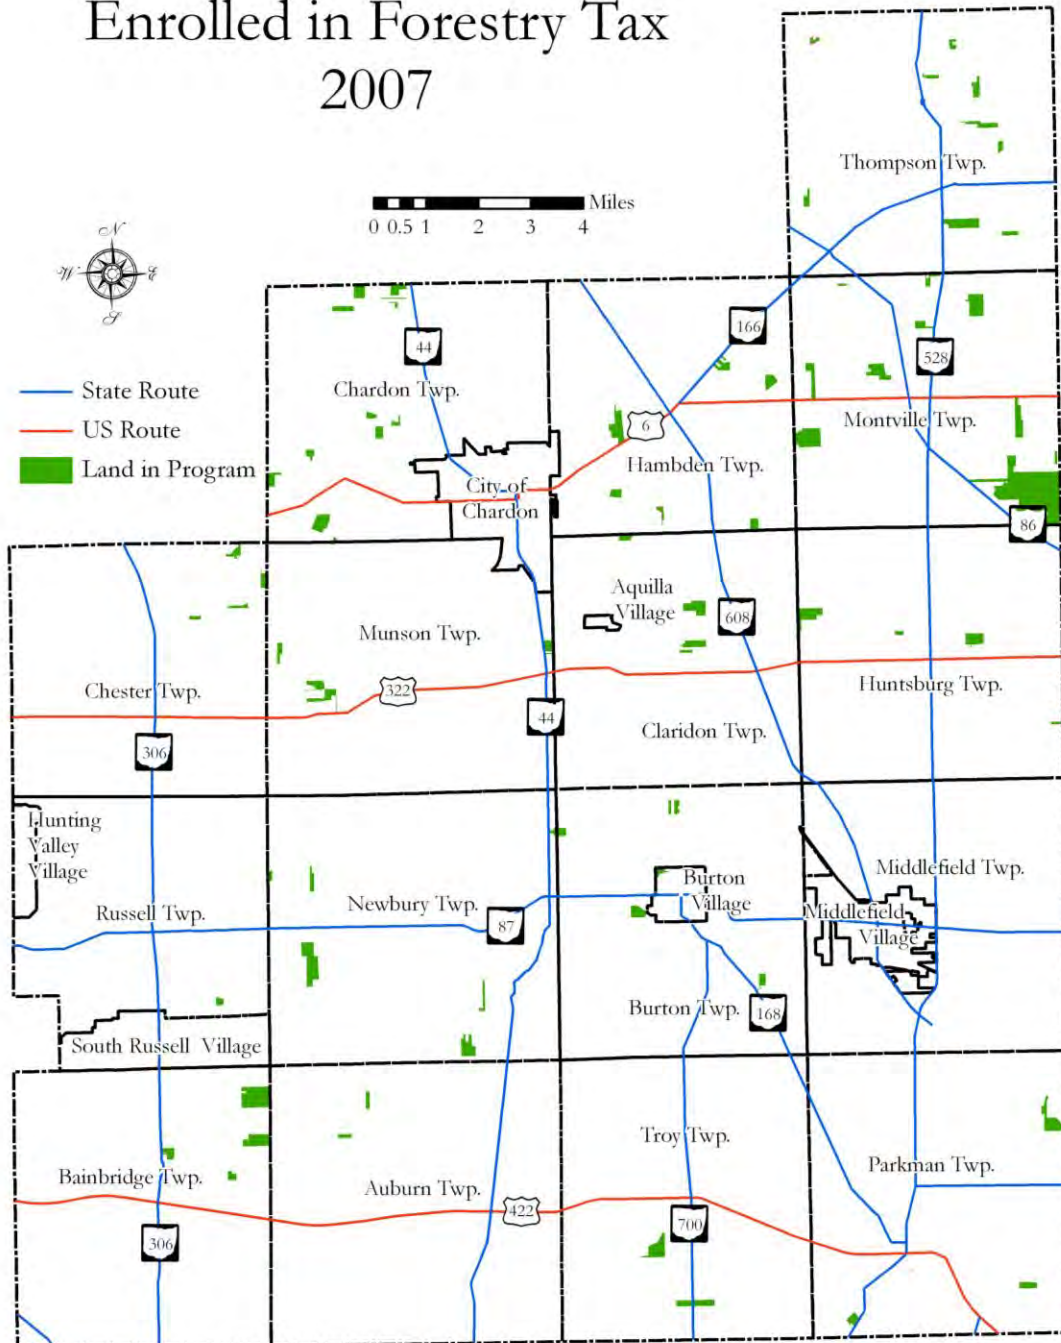 Enrolled in Forestry Tax
2007
Miles
0 0.5 1 2 3 4
N
W E
S
State Route
US Route
Land in Program
Thompson Twp.
166
44
528
Chardon Twp.
6
Montville Twp.
Hambden Twp.
City of
Chardon
86
Aquilla
Village
608
Munson Twp.
Chester Twp.
322
Huntsburg Twp.
44
Claridon Twp.
306
Hunting
Valley
Village
Middlefield Twp.
Burton
Village
Russell Twp.
Newbury Twp.
87
Middlefield
Village
Burton Twp.
168
South Russell Village
Troy Twp.
Parkman Twp.
Bainbridge Twp.
Auburn Twp.
422
700
306